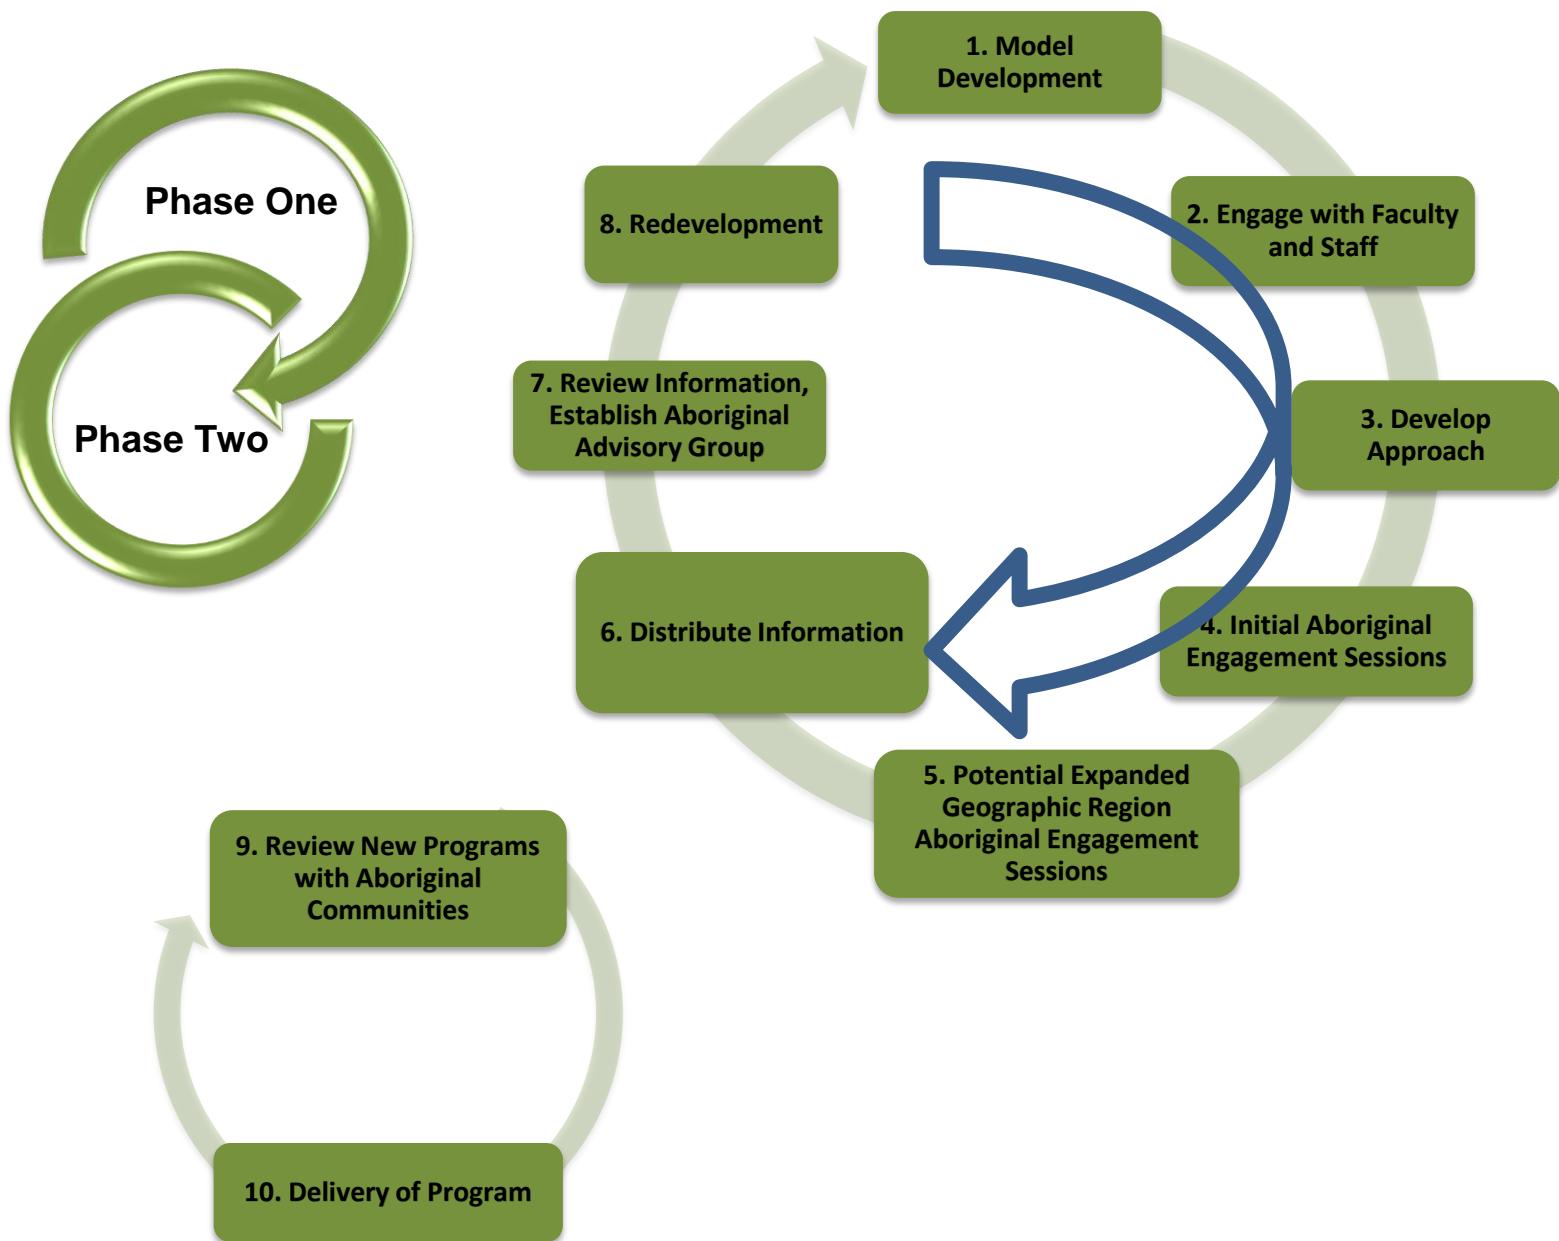 Phase One
Phase Two
1. Model
Development
2. Engage with Faculty
and Staff
3. Develop
Approach
4. Initial Aboriginal
Engagement Sessions
5. Potential Expanded
Geographic Region
Aboriginal Engagement
Sessions
6. Distribute Information
7. Review Information,
Establish Aboriginal
Advisory Group
8. Redevelopment
9. Review New Programs
with Aboriginal
Communities
10. Delivery of Program